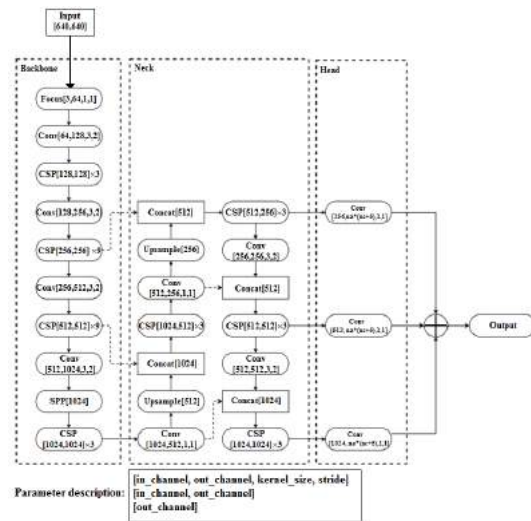 Input
[640,640]
Backbone
Neck
Head
Focus[3,64,1,1]
Conv[64,128,3,2]
CSP[128,128]×3
Conv[128,256,3,2]
CSP[256,256]×9
Conv[256,512,3,2]
CSP[512,512]×9
Conv
[512,1024,3,2]
SPP[1024]
CSP
[1024,1024]×3
Concat[512]
Upsample[256]
Conv
[512,256,1,1]
CSP[1024,512]×3
Concat[1024]
Upsample[512]
Conv
[1024,512,1,1]
CSP[512,256]×3
Conv
[256,256,3,2]
Concat[512]
CSP[512,512]×3
Conv
[512,512,3,2]
Concat[1024]
CSP
[1024,1024]×3
Conv
Conv
Conv
Output
Parameter description:
[in_channel, out_channel, kernel_size, stride]
[in_channel, out_channel]
[out_channel]